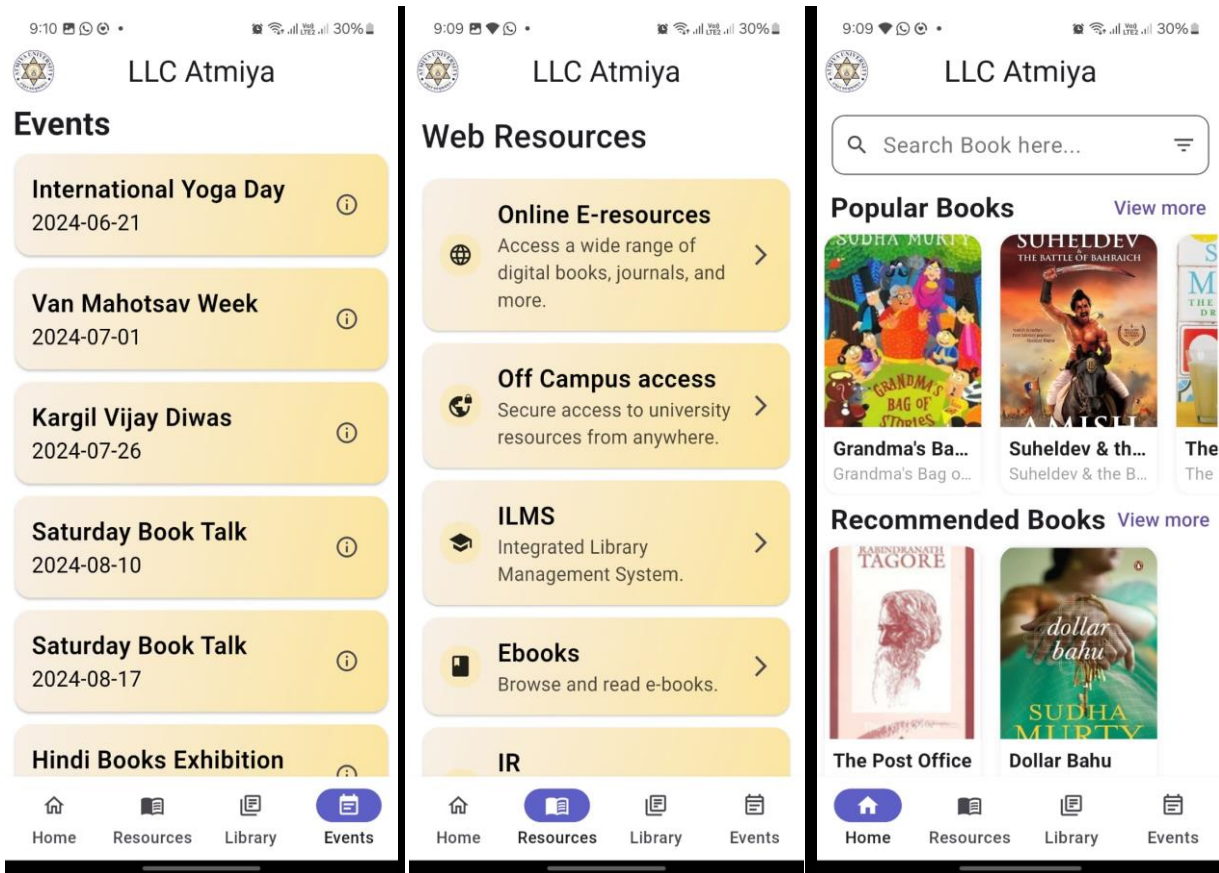 9:10
30%
LLC Atmiya
Events
International Yoga Day
2024-06-21
Van Mahotsav Week
2024-07-01
Kargil Vijay Diwas
2024-07-26
Saturday Book Talk
2024-08-10
Saturday Book Talk
2024-08-17
Hindi Books Exhibition
Home Resources Library Events
9:09
30%
LLC Atmiya
Web Resources
Online E-resources
Access a wide range of
digital books, journals, and
more.
Off Campus access
Secure access to university
resources from anywhere.
ILMS
Integrated Library
Management System.
Ebooks
Browse and read e-books.
IR
Home Resources Library Events
9:09
30%
LLC Atmiya
Search Book here...
Popular Books View more
SUDHA MURTY
GRANDMA'S
BAG OF
STORIES
SUHELDEV
THE BATTLE OF BAHRAICH
AMISH
S
M
THE
DR
Grandma's Ba... Suheldev & th... The
Grandma's Bag o... Suheldev & the B... The
Recommended Books View more
RABINDRANATH
TAGORE
dollar
bahu
SUDHA
MURTY
The Post Office Dollar Bahu
Home Resources Library Events